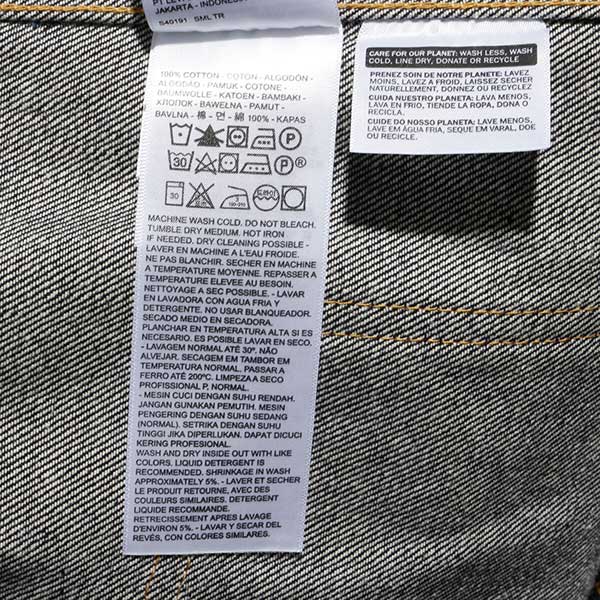 JAKARTA - INDONES
S40191 SML TR
100% COTTON - COTON - ALGODÓN -
ALGODÃO - PAMUK - COTONE -
BAUMWOLLE - KATOEN - BAMBAKI -
ХЛОПОК - BAWEŁNA - PAMUT -
BAVLNA - 棉 - 면 - 綿 100% - KAPAS
P
30 P
30 180-210 드라이
MACHINE WASH COLD. DO NOT BLEACH.
TUMBLE DRY MEDIUM. HOT IRON
IF NEEDED. DRY CLEANING POSSIBLE -
LAVER EN MACHINE A L'EAU FROIDE.
NE PAS BLANCHIR. SECHER EN MACHINE
A TEMPERATURE MOYENNE. REPASSER A
TEMPERATURE ELEVEE AU BESOIN.
NETTOYAGE A SEC POSSIBLE. - LAVAR
EN LAVADORA CON AGUA FRIA Y
DETERGENTE. NO USAR BLANQUEADOR.
SECADO MEDIO EN SECADORA.
PLANCHAR EN TEMPERATURA ALTA SI ES
NECESARIO. ES POSIBLE LAVAR EN SECO.
- LAVAGEM NORMAL ATÉ 30º. NÃO
ALVEJAR. SECAGEM EM TAMBOR EM
TEMPERATURA NORMAL. PASSAR A
FERRO ATÉ 200ºC. LIMPEZA A SECO
PROFISSIONAL P, NORMAL.
- MESIN CUCI DENGAN SUHU RENDAH.
JANGAN GUNAKAN PEMUTIH. MESIN
PENGERING DENGAN SUHU SEDANG
(NORMAL). SETRIKA DENGAN SUHU
TINGGI JIKA DIPERLUKAN. DAPAT DICUCI
KERING PROFESIONAL.
WASH AND DRY INSIDE OUT WITH LIKE
COLORS. LIQUID DETERGENT IS
RECOMMENDED. SHRINKAGE IN WASH
APPROXIMATELY 5%. - LAVER ET SECHER
LE PRODUIT RETOURNE, AVEC DES
COULEURS SIMILAIRES. DETERGENT
LIQUIDE RECOMMANDE.
RETRECISSEMENT APRES LAVAGE
D'ENVIRON 5%. - LAVAR Y SECAR DEL
REVÉS, CON COLORES SIMILARES.
CARE FOR OUR PLANET: WASH LESS, WASH
COLD, LINE DRY, DONATE OR RECYCLE
PRENEZ SOIN DE NOTRE PLANETE: LAVEZ
MOINS, LAVEZ A FROID, LAISSEZ SÉCHER
NATURELLEMENT, DONNEZ OU RECYCLEZ
CUIDA NUESTRO PLANETA: LAVA MENOS,
LAVA EN FRIO, TIENDE LA ROPA, DONA O
RECICLA.
CUIDE DO NOSSO PLANETA: LAVE MENOS,
LAVE EM ÁGUA FRIA, SEQUE EM VARAL, DOE
OU RECICLE.